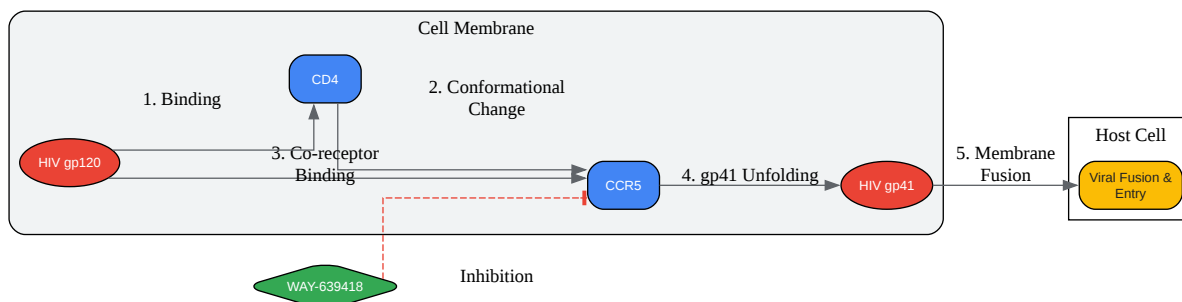 Cell Membrane
CD4
1. Binding
2. Conformational
Change
HIV gp120
3. Co-receptor
Binding
CCR5
4. gp41 Unfolding
HIV gp41
5. Membrane
Fusion
Host Cell
Viral Fusion &
Entry
WAY-639418
Inhibition